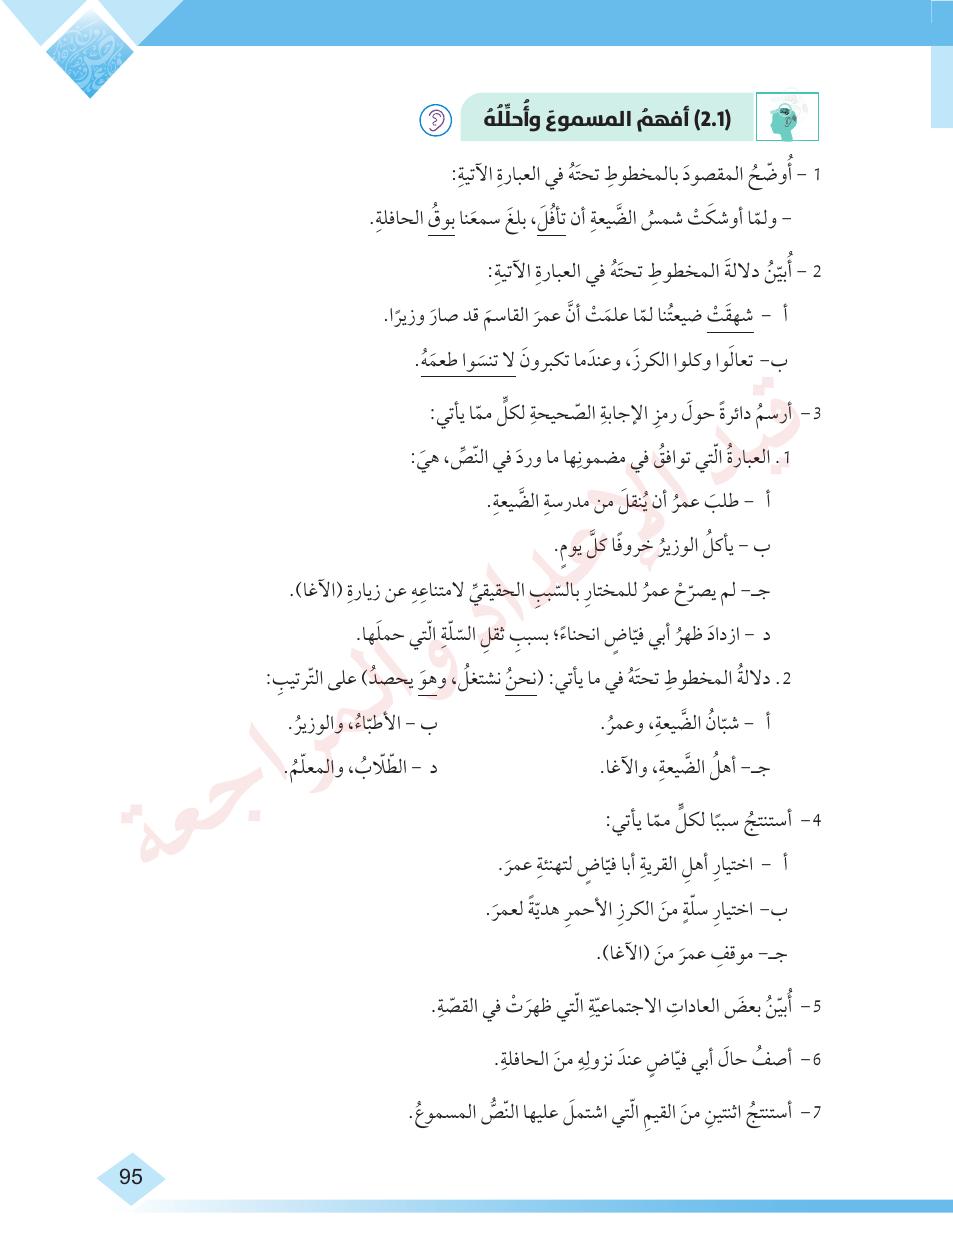 (2.1) أفهمُ المسموعَ وأُحلِّلُهُ
1 – أُوضّحُ المقصودَ بالمخطوطِ تحتَهُ في العبارةِ الآتيةِ:
– ولمّا أوشكَتْ شمسُ الضَّيعةِ أن تأفُلَ، بلغَ سمعَنا بوقُ الحافلةِ.
2 – أُبيّنُ دلالةَ المخطوطِ تحتَهُ في العبارةِ الآتيةِ:
أ – شهقَتْ ضيعتُنا لمّا علمَتْ أنَّ عمرَ القاسمَ قد صارَ وزيرًا.
ب– تعالَوا وكلوا الكرزَ، وعندَما تكبرونَ لا تنسَوا طعمَهُ.
3– أرسمُ دائرةً حولَ رمزِ الإجابةِ الصّحيحةِ لكلٍّ ممّا يأتي:
1. العبارةُ الّتي توافقُ في مضمونِها ما وردَ في النّصِّ، هيَ:
أ – طلبَ عمرُ أن يُنقلَ من مدرسةِ الضَّيعةِ.
ب – يأكلُ الوزيرُ خروفًا كلَّ يومٍ.
جـ– لم يصرّحْ عمرُ للمختارِ بالسّببِ الحقيقيِّ لامتناعِهِ عن زيارةِ (الآغا).
د – ازدادَ ظهرُ أبي فيّاضٍ انحناءً؛ بسببِ ثقلِ السّلّةِ الّتي حملَها.
2. دلالةُ المخطوطِ تحتَهُ في ما يأتي: (نحنُ نشتغلُ، وهوَ يحصدُ) على التّرتيبِ:
أ – شبّانُ الضَّيعةِ، وعمرُ. ب – الأطبّاءُ، والوزيرُ.
جـ– أهلُ الضَّيعةِ، والآغا. د – الطّلّابُ، والمعلّمُ.
4– أستنتجُ سببًا لكلٍّ ممّا يأتي:
أ – اختيارِ أهلِ القريةِ أبا فيّاضٍ لتهنئةِ عمرَ.
ب– اختيارِ سلّةٍ منَ الكرزِ الأحمرِ هديّةً لعمرَ.
جـ– موقفِ عمرَ منَ (الآغا).
5– أُبيّنُ بعضَ العاداتِ الاجتماعيّةِ الّتي ظهرَتْ في القصّةِ.
6– أصفُ حالَ أبي فيّاضٍ عندَ نزولِهِ منَ الحافلةِ.
7– أستنتجُ اثنتينِ منَ القيمِ الّتي اشتملَ عليها النّصُّ المسموعُ.
قيد الإعداد والمراجعة
95